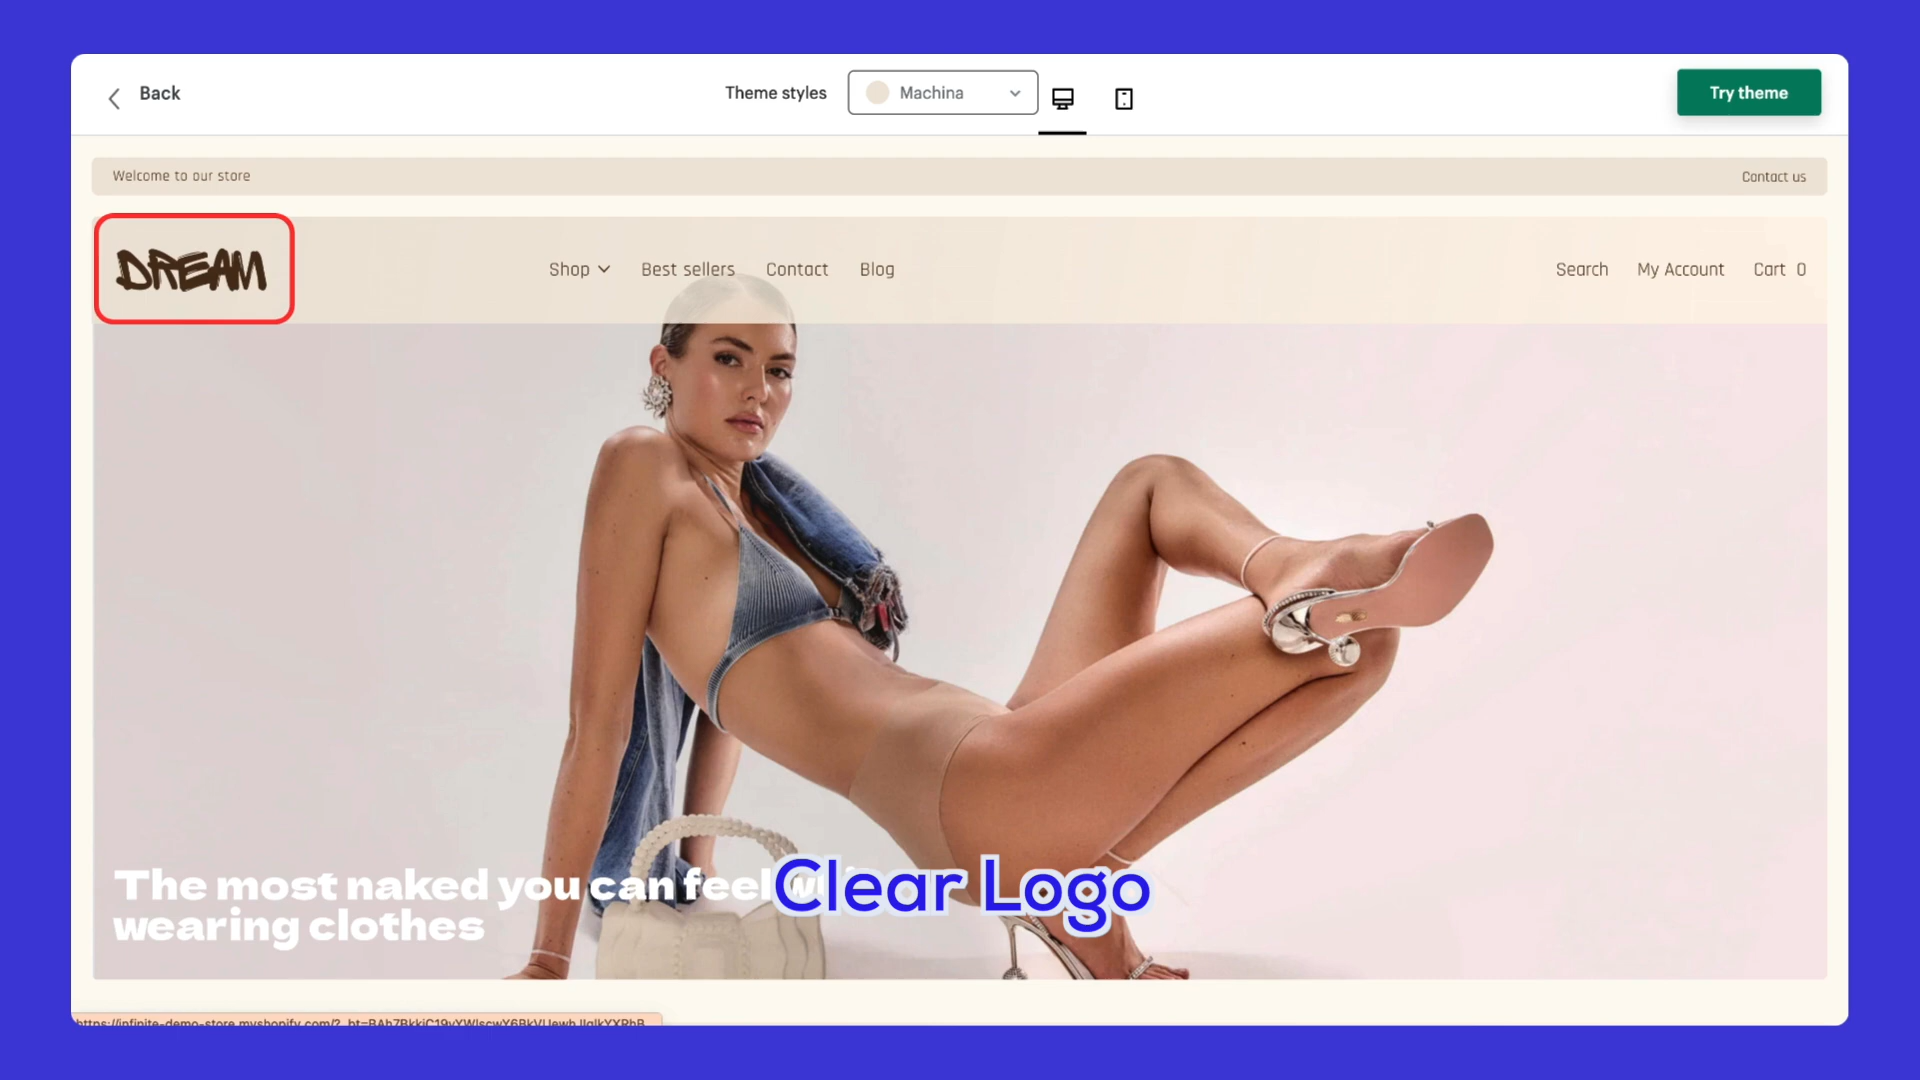 Back
Theme styles
Machina
Try theme
Welcome to our store
Contact us
DREAM
Shop
Best sellers
Contact
Blog
Search
My Account
Cart 0
The most naked you can feel
wearing clothes
Clear Logo